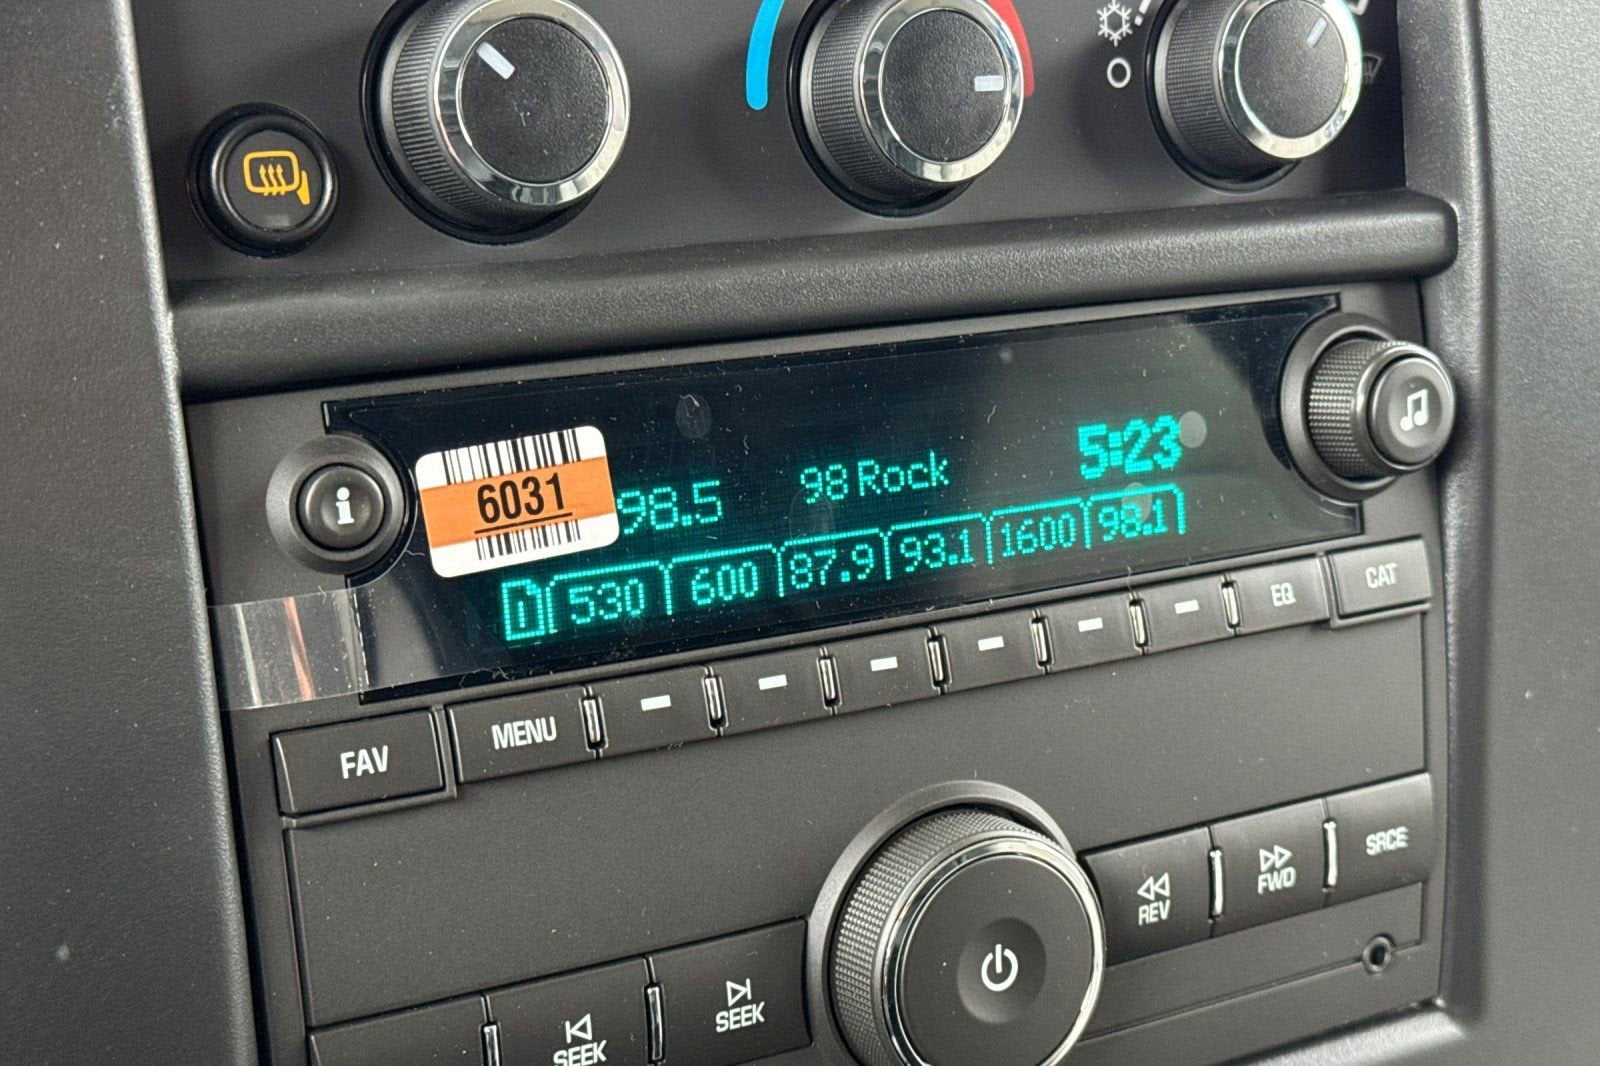 i
6031
98.5 98 Rock 5:23
1 530 600 87.9 93.1 1600 98.1
FAV MENU EQ CAT
REV FWD SRCE
SEEK SEEK